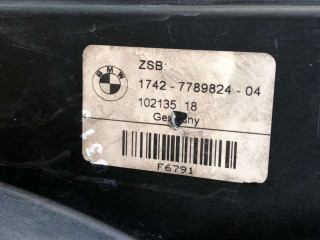 BMW
ZSB:
1742 - 7789824 - 04
102135 18
Germany
F6791